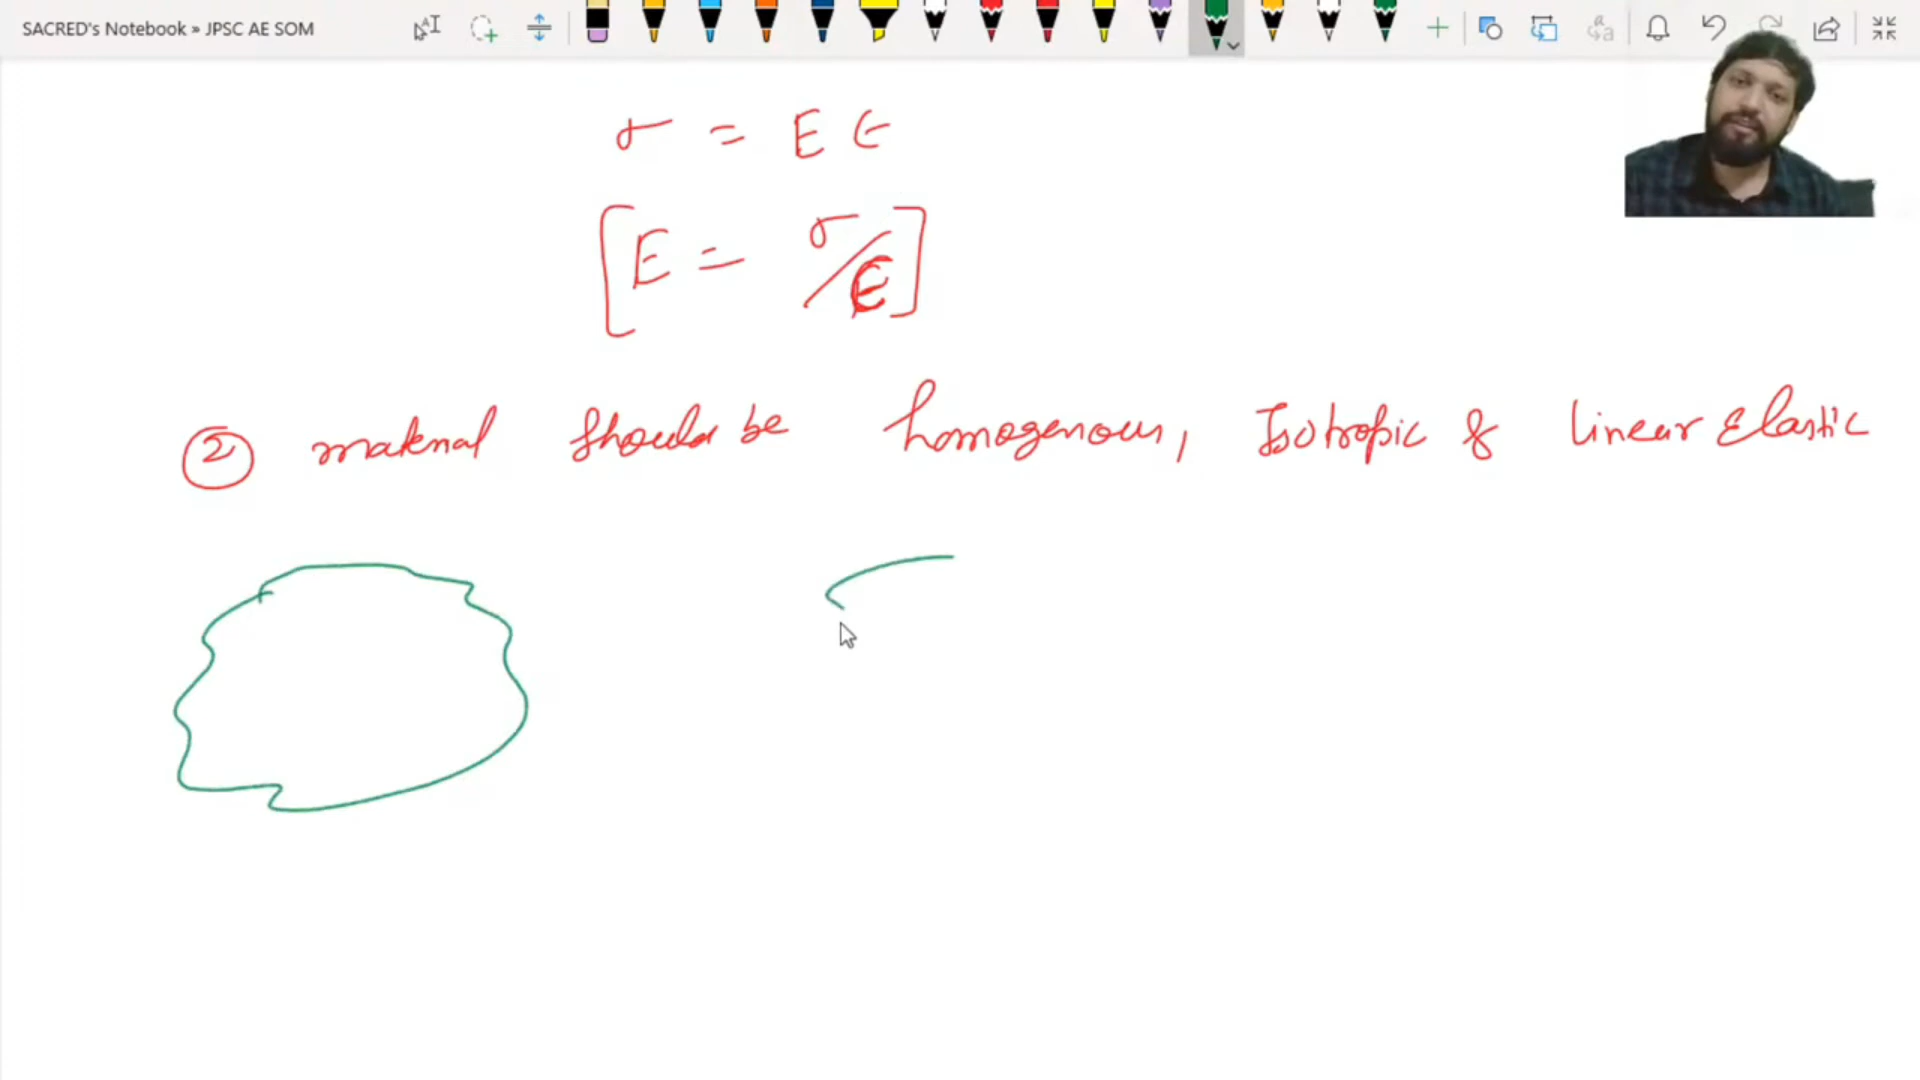 SACRED's Notebook » JPSC AE SOM
σ = E ε
[E = σ/ε]
② material should be homogenous, Isotropic & linear Elastic